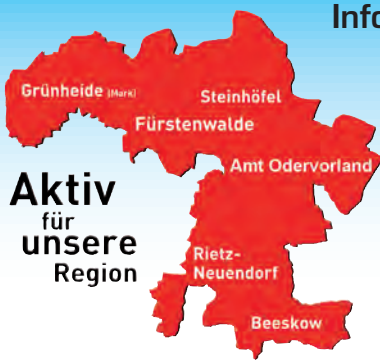 Info
Grünheide (Mark)
Steinhöfel
Fürstenwalde
Amt Odervorland
Aktiv
für
unsere
Region
Rietz-
Neuendorf
Beeskow